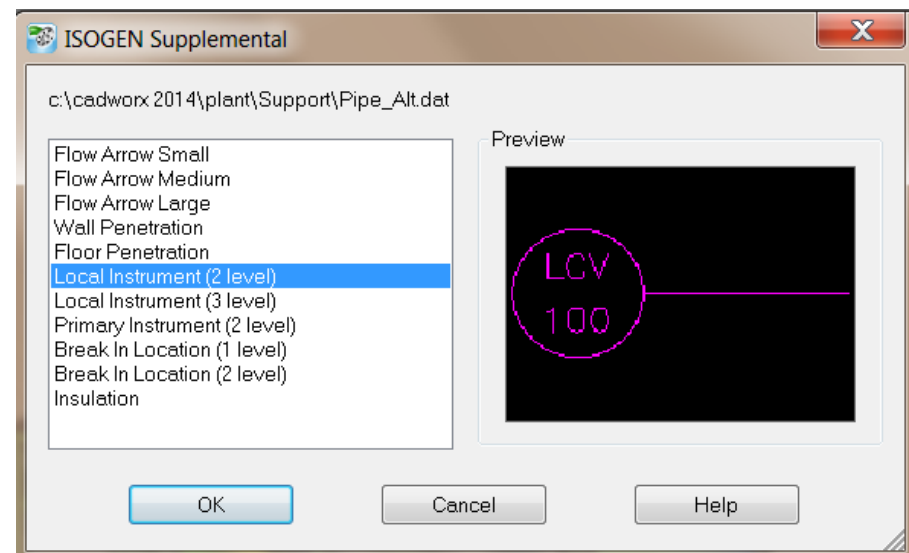 ISOGEN Supplemental
X
c:\cadworx 2014\plant\Support\Pipe_Alt.dat
Flow Arrow Small
Flow Arrow Medium
Flow Arrow Large
Wall Penetration
Floor Penetration
Local Instrument (2 level)
Local Instrument (3 level)
Primary Instrument (2 level)
Break In Location (1 level)
Break In Location (2 level)
Insulation
Preview
LCV
100
OK
Cancel
Help